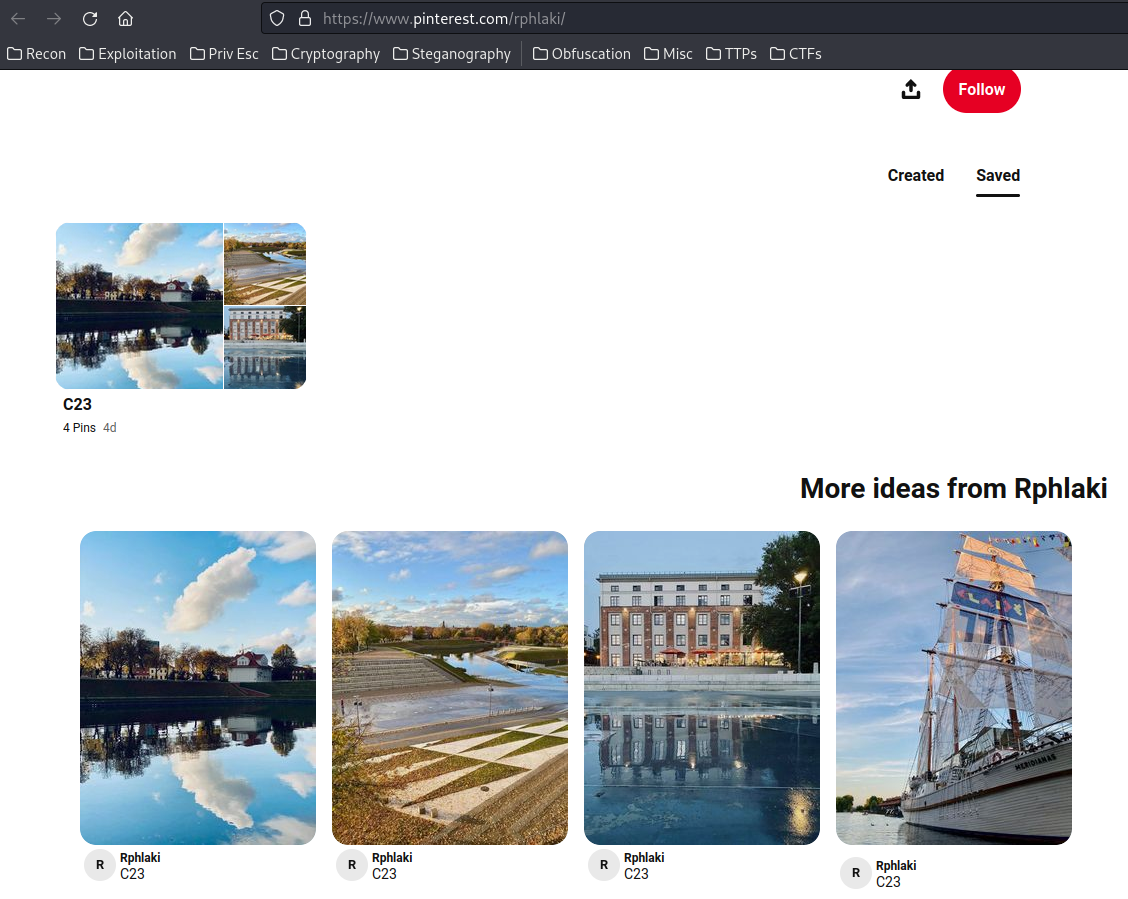 https://www.pinterest.com/rphlaki/
Recon Exploitation Priv Esc Cryptography Steganography Obfuscation Misc TTPs CTFs
Follow
Created Saved
C23
4 Pins 4d
More ideas from Rphlaki
MERIDIANAS
R Rphlaki
C23
R Rphlaki
C23
R Rphlaki
C23
R Rphlaki
C23